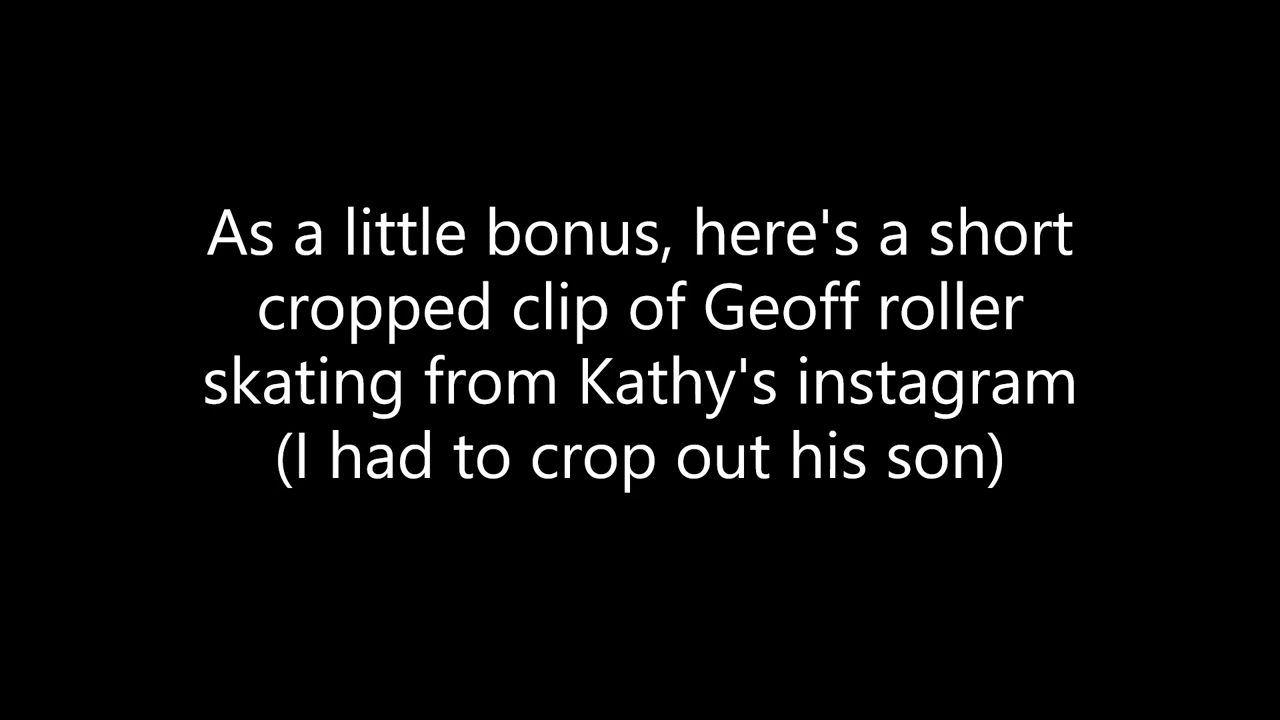 As a little bonus, here's a short
cropped clip of Geoff roller
skating from Kathy's instagram
(I had to crop out his son)